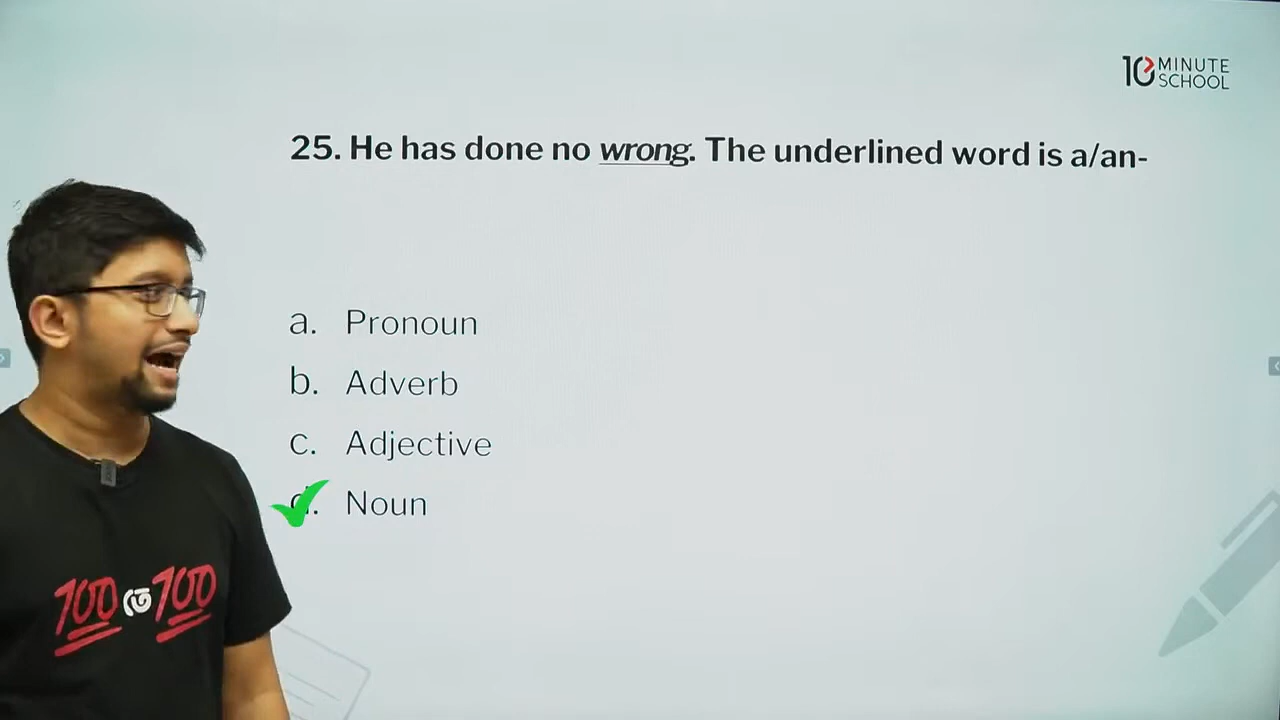 10 MINUTE
SCHOOL
25. He has done no wrong. The underlined word is a/an-
a. Pronoun
b. Adverb
c. Adjective
d. Noun
100 তে 100